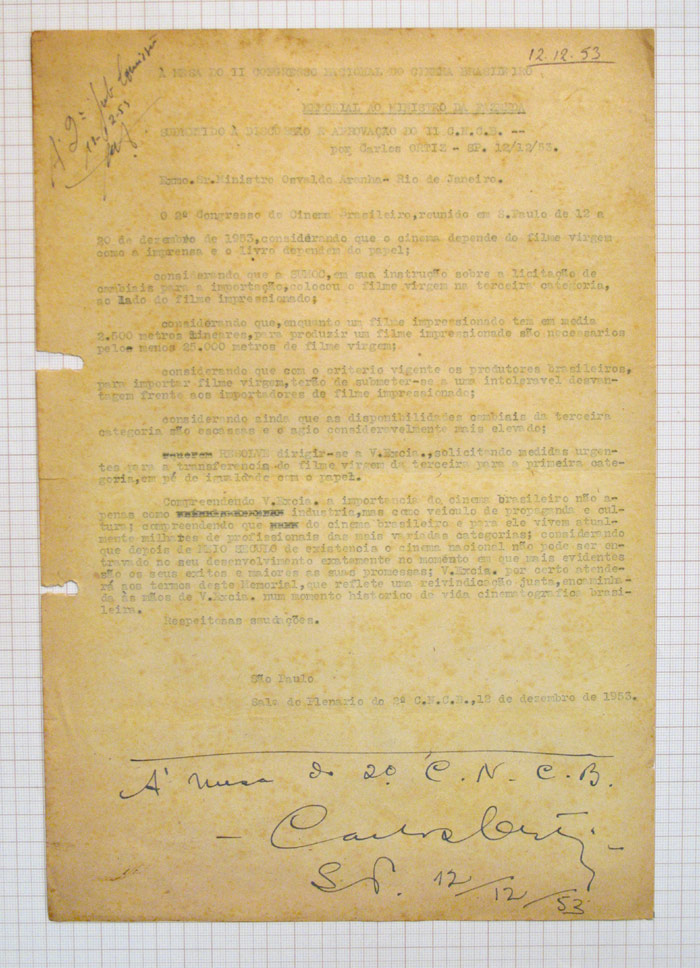 12.12.53
À 2ª Sub Comissão
12.12.53
À MESA DO II CONGRESSO NACIONAL DO CINEMA BRASILEIRO
MEMORIAL AO MINISTRO DA FAZENDA
SUBMETIDO À DISCUSSÃO E APROVAÇÃO DO II C.N.C.B. --
por Carlos ORTIZ - SP. 12/12/53.
Exmo.Sr.Ministro Osvaldo Aranha- Rio de Janeiro.
O 2º Congresso do Cinema Brasileiro,reunido em S.Paulo de 12 a
20 de dezembro de 1953,considerando que o cinema depende do filme virgem
como a imprensa e o livro dependem do papel;
considerando que a SUMOC,em sua instrução sobre a licitação de
cambiais para a importação,colocou o filme virgem na terceira categoria,
ao lado do filme impressionado;
considerando que,enquanto um filme impressionado tem em media
2.500 metros lineares,para produzir um filme impressionado são necessarios
pelos menos 25.000 metros de filme virgem;
considerando que com o criterio vigente os produtores brasileiros,
para importar filme virgem,terão de submeter-se a uma intoleravel desvan-
tagem frente aos importadores de filme impressionado;
considerando ainda que as disponibilidades cambiais da terceira
categoria são escassas e o agio consideravelmente mais elevado;
RESOLVE dirigir-se a V.Excia.,solicitando medidas urgen-
tes para a transferencia do filme virgem da terceira para a primeira cate-
goria,em pé de igualdade com o papel.
Compreendendo V.Excia. a importancia do cinema brasileiro não a-
penas como industria,mas como veiculo de propaganda e cul-
tura; compreendendo que do cinema brasileiro e para ele vivem atual-
mente milhares de profissionais das mais variadas categorias; considerando
que depois de MEIO SECULO de existencia o cinema nacional não pode ser en-
travado no seu desenvolvimento exatamente no momento em que mais evidentes
são os seus exitos e maiores as suas promessas; V.Excia. por certo atende-
rá aos termos deste Memorial,que reflete uma reivindicação justa,encaminha-
da às mãos de V.Excia. num momento historico da vida cinematografica brasi-
leira.
Respeitosas saudações.
São Paulo
Sala do Plenario do 2º C.N.C.B.,12 de dezembro de 1953.
À mesa do 2º C.N.C.B.
- Carlos Ortiz -
S.P. 12/12/53